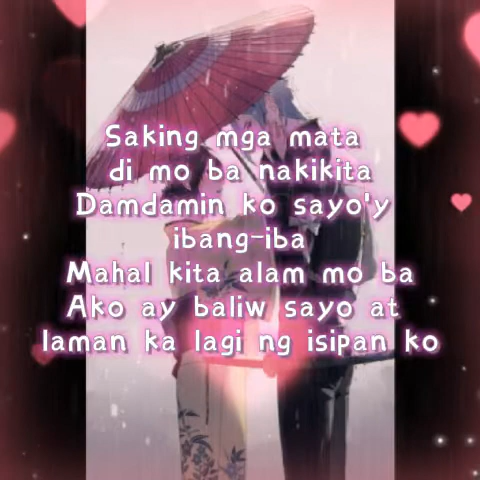 Saking mga mata
di mo ba nakikita
Damdamin ko sayo'y
ibang-iba
Mahal kita alam mo ba
Ako ay baliw sayo at
laman ka lagi ng isipan ko